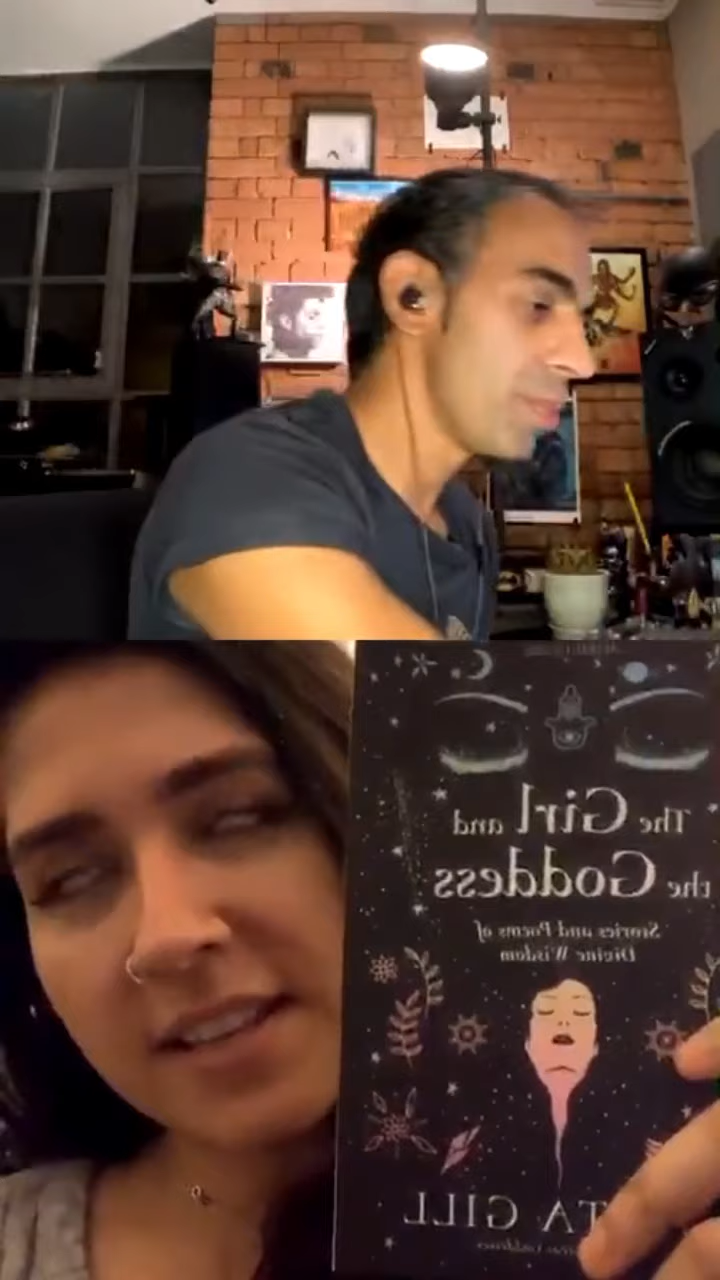 The Girl and
the Goddess
Stories and Poems of
Divine Wisdom
TA GILL